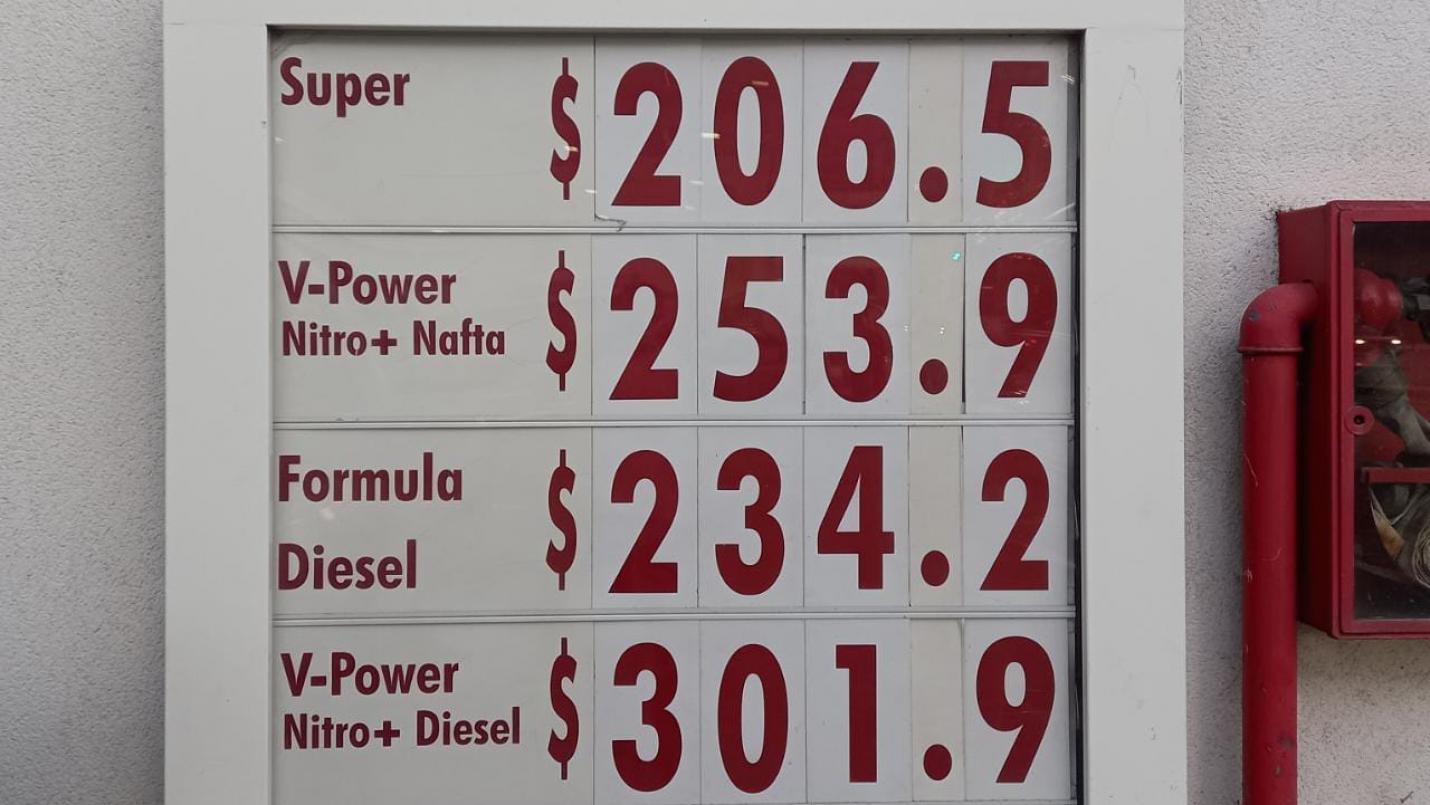 Super $ 206.5
V-Power
Nitro+ Nafta $ 253.9
Formula
Diesel $ 234.2
V-Power
Nitro+ Diesel $ 301.9